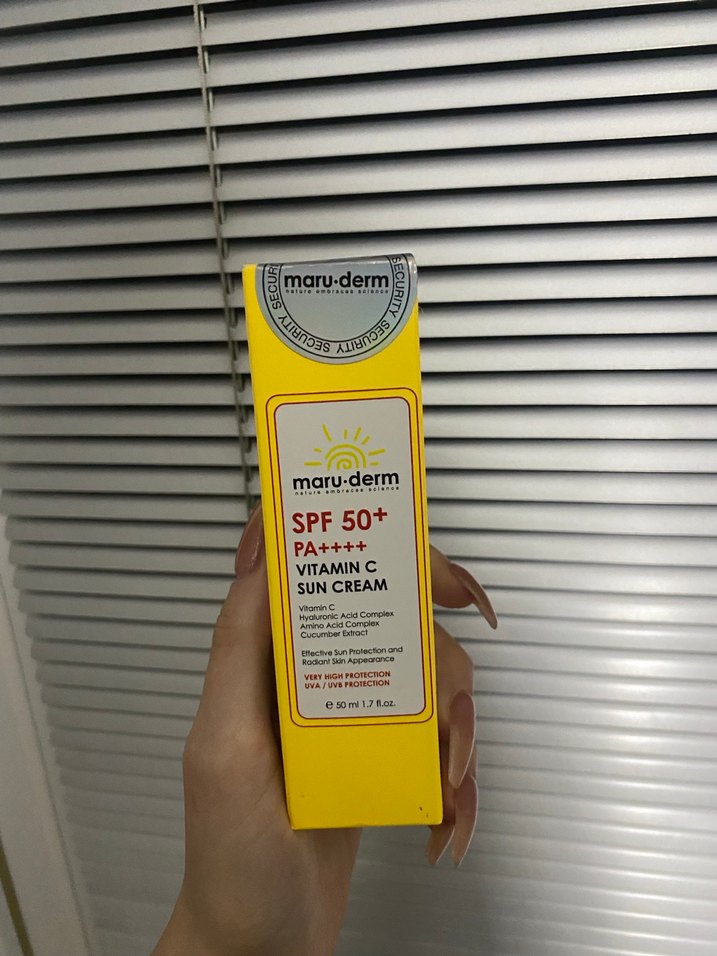 maru·derm
nature embraces science
SECURITY SECURITY SECURITY
maru·derm
nature embraces science
SPF 50+
PA++++
VITAMIN C
SUN CREAM
Vitamin C
Hyaluronic Acid Complex
Amino Acid Complex
Cucumber Extract
Effective Sun Protection and
Radiant Skin Appearance
VERY HIGH PROTECTION
UVA / UVB PROTECTION
℮ 50 ml 1.7 fl.oz.